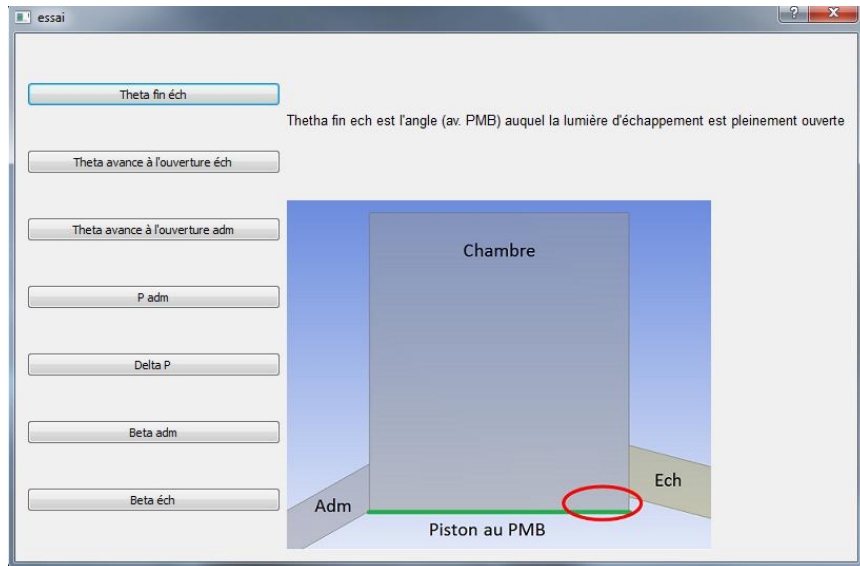 essai
Theta fin éch
Thetha fin ech est l'angle (av. PMB) auquel la lumière d'échappement est pleinement ouverte
Theta avance à l'ouverture éch
Theta avance à l'ouverture adm
P adm
Delta P
Beta adm
Beta éch
Chambre
Ech
Adm
Piston au PMB